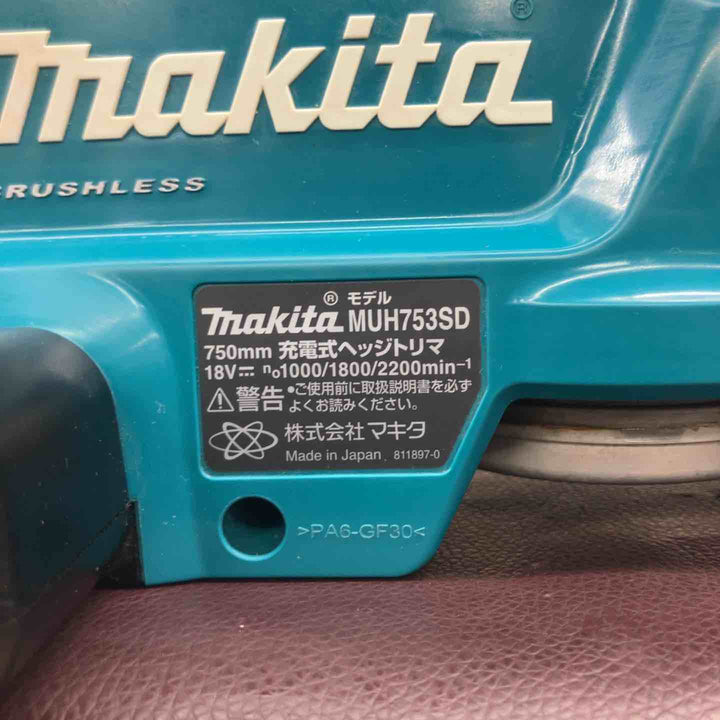 makita®
BRUSHLESS
® モデル
makita MUH753SD
750mm 充電式ヘッジトリマ
18V⎓ n₀1000/1800/2200min⁻¹
⚠警告 •ご使用前に取扱説明書を必ず
よくお読みください。
株式会社 マキタ
Made in Japan 811897-0
>PA6-GF30<